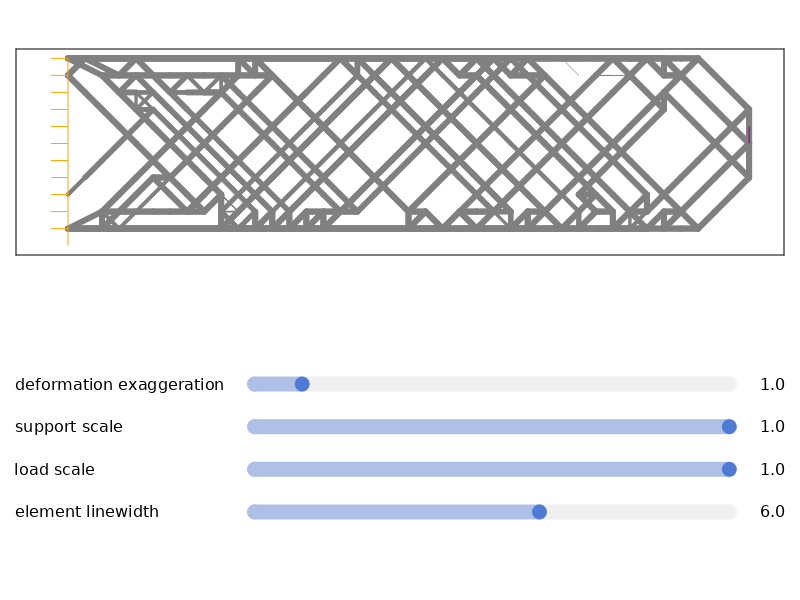 deformation exaggeration 1.0
support scale 1.0
load scale 1.0
element linewidth 6.0